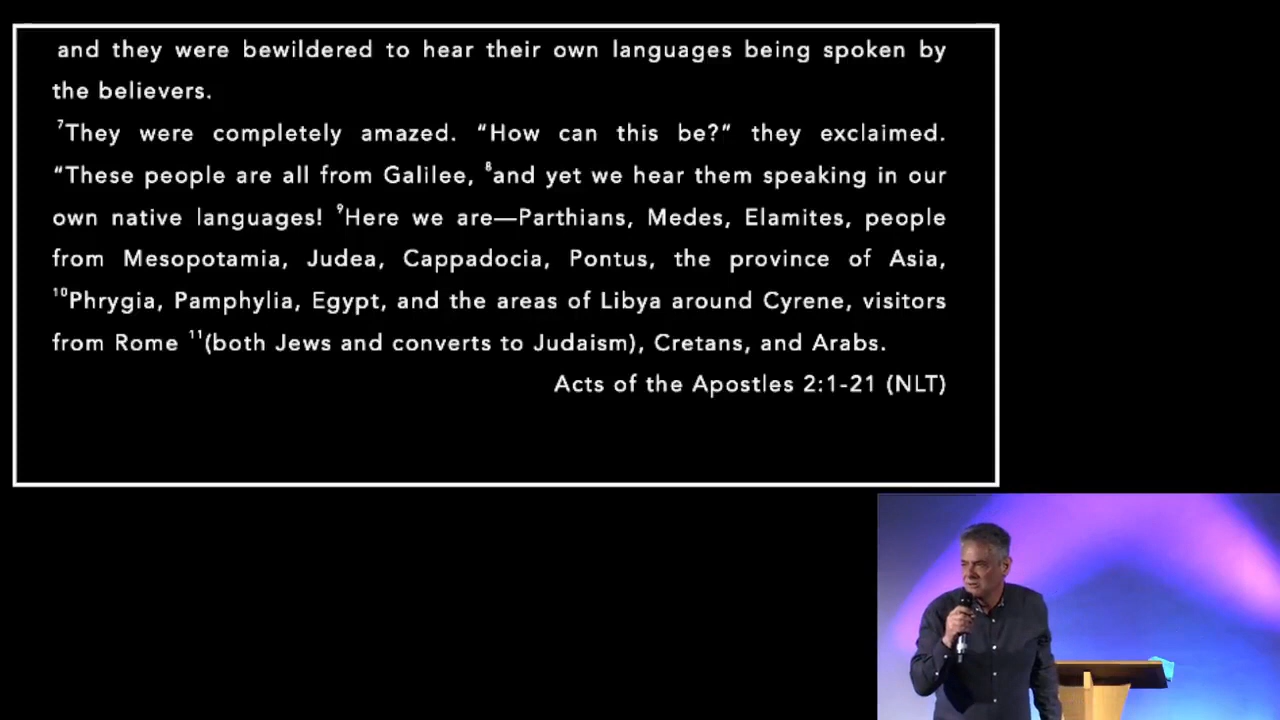 and they were bewildered to hear their own languages being spoken by
the believers.
⁷They were completely amazed. “How can this be?” they exclaimed.
“These people are all from Galilee, ⁸and yet we hear them speaking in our
own native languages! ⁹Here we are—Parthians, Medes, Elamites, people
from Mesopotamia, Judea, Cappadocia, Pontus, the province of Asia,
¹⁰Phrygia, Pamphylia, Egypt, and the areas of Libya around Cyrene, visitors
from Rome ¹¹(both Jews and converts to Judaism), Cretans, and Arabs.
Acts of the Apostles 2:1-21 (NLT)